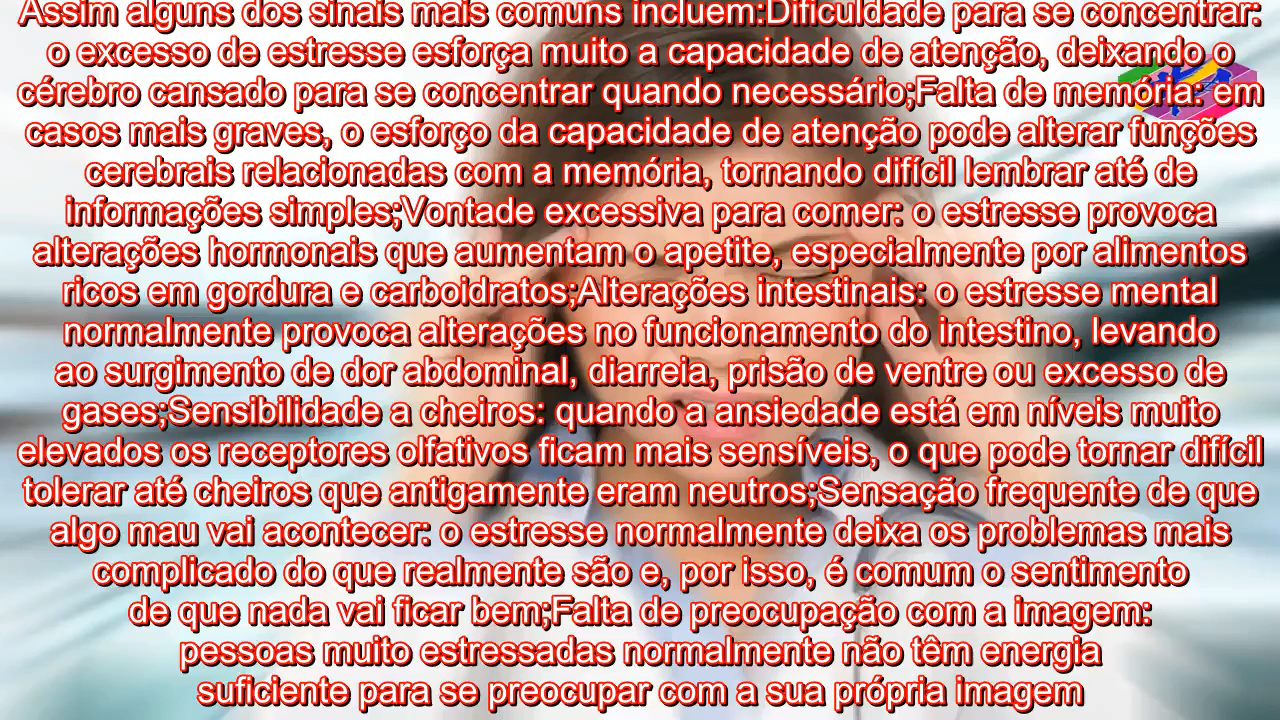 Assim alguns dos sinais mais comuns incluem:Dificuldade para se concentrar:
o excesso de estresse esforça muito a capacidade de atenção, deixando o
cérebro cansado para se concentrar quando necessário;Falta de memória: em
casos mais graves, o esforço da capacidade de atenção pode alterar funções
cerebrais relacionadas com a memória, tornando difícil lembrar até de
informações simples;Vontade excessiva para comer: o estresse provoca
alterações hormonais que aumentam o apetite, especialmente por alimentos
ricos em gordura e carboidratos;Alterações intestinais: o estresse mental
normalmente provoca alterações no funcionamento do intestino, levando
ao surgimento de dor abdominal, diarreia, prisão de ventre ou excesso de
gases;Sensibilidade a cheiros: quando a ansiedade está em níveis muito
elevados os receptores olfativos ficam mais sensíveis, o que pode tornar difícil
tolerar até cheiros que antigamente eram neutros;Sensação frequente de que
algo mau vai acontecer: o estresse normalmente deixa os problemas mais
complicado do que realmente são e, por isso, é comum o sentimento
de que nada vai ficar bem;Falta de preocupação com a imagem:
pessoas muito estressadas normalmente não têm energia
suficiente para se preocupar com a sua própria imagem